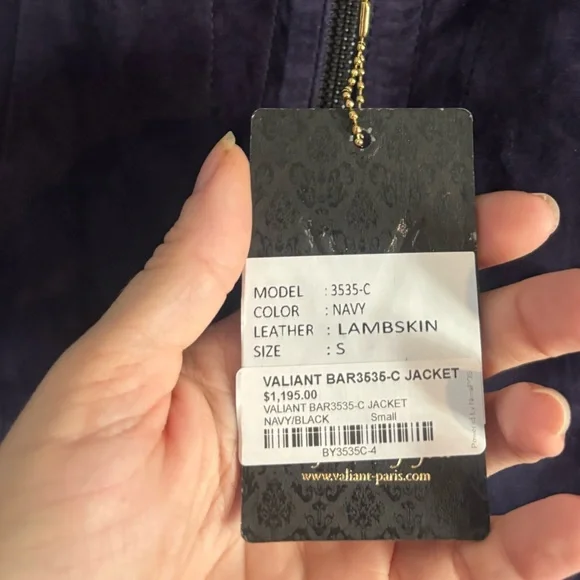 MODEL : 3535-C
COLOR : NAVY
LEATHER : LAMBSKIN
SIZE : S
VALIANT BAR3535-C JACKET
$1,195.00
VALIANT BAR3535-C JACKET
NAVY/BLACK Small
BY3535C-4
www.valiant-paris.com